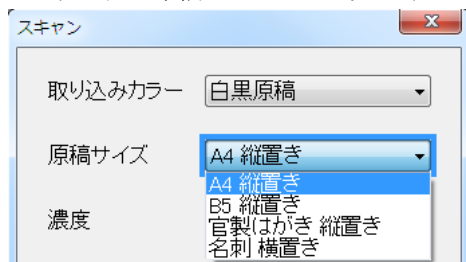 スキャン
取り込みカラー 白黒原稿
原稿サイズ A4 縦置き
A4 縦置き
B5 縦置き
官製はがき 縦置き
名刺 横置き
濃度